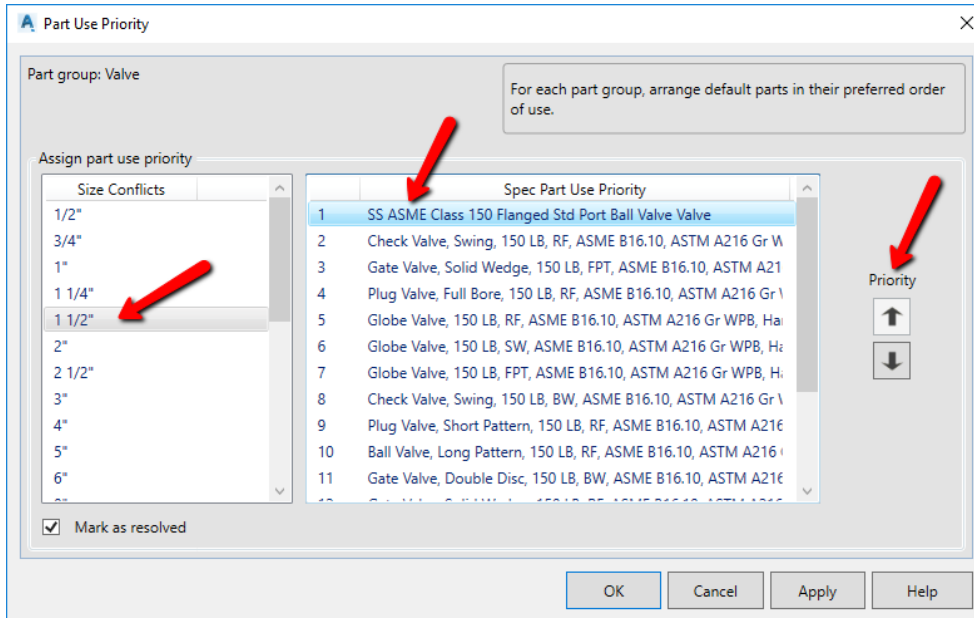 Part Use Priority
Part group: Valve
For each part group, arrange default parts in their preferred order
of use.
Assign part use priority
Size Conflicts
1/2"
3/4"
1"
1 1/4"
1 1/2"
2"
2 1/2"
3"
4"
5"
6"
Spec Part Use Priority
1 SS ASME Class 150 Flanged Std Port Ball Valve Valve
2 Check Valve, Swing, 150 LB, RF, ASME B16.10, ASTM A216 Gr W
3 Gate Valve, Solid Wedge, 150 LB, FPT, ASME B16.10, ASTM A21
4 Plug Valve, Full Bore, 150 LB, RF, ASME B16.10, ASTM A216 Gr
5 Globe Valve, 150 LB, RF, ASME B16.10, ASTM A216 Gr WPB, Ha
6 Globe Valve, 150 LB, SW, ASME B16.10, ASTM A216 Gr WPB, Ha
7 Globe Valve, 150 LB, FPT, ASME B16.10, ASTM A216 Gr WPB, H
8 Check Valve, Swing, 150 LB, BW, ASME B16.10, ASTM A216 Gr
9 Plug Valve, Short Pattern, 150 LB, RF, ASME B16.10, ASTM A216
10 Ball Valve, Long Pattern, 150 LB, RF, ASME B16.10, ASTM A216
11 Gate Valve, Double Disc, 150 LB, BW, ASME B16.10, ASTM A216
Priority
Mark as resolved
OK
Cancel
Apply
Help